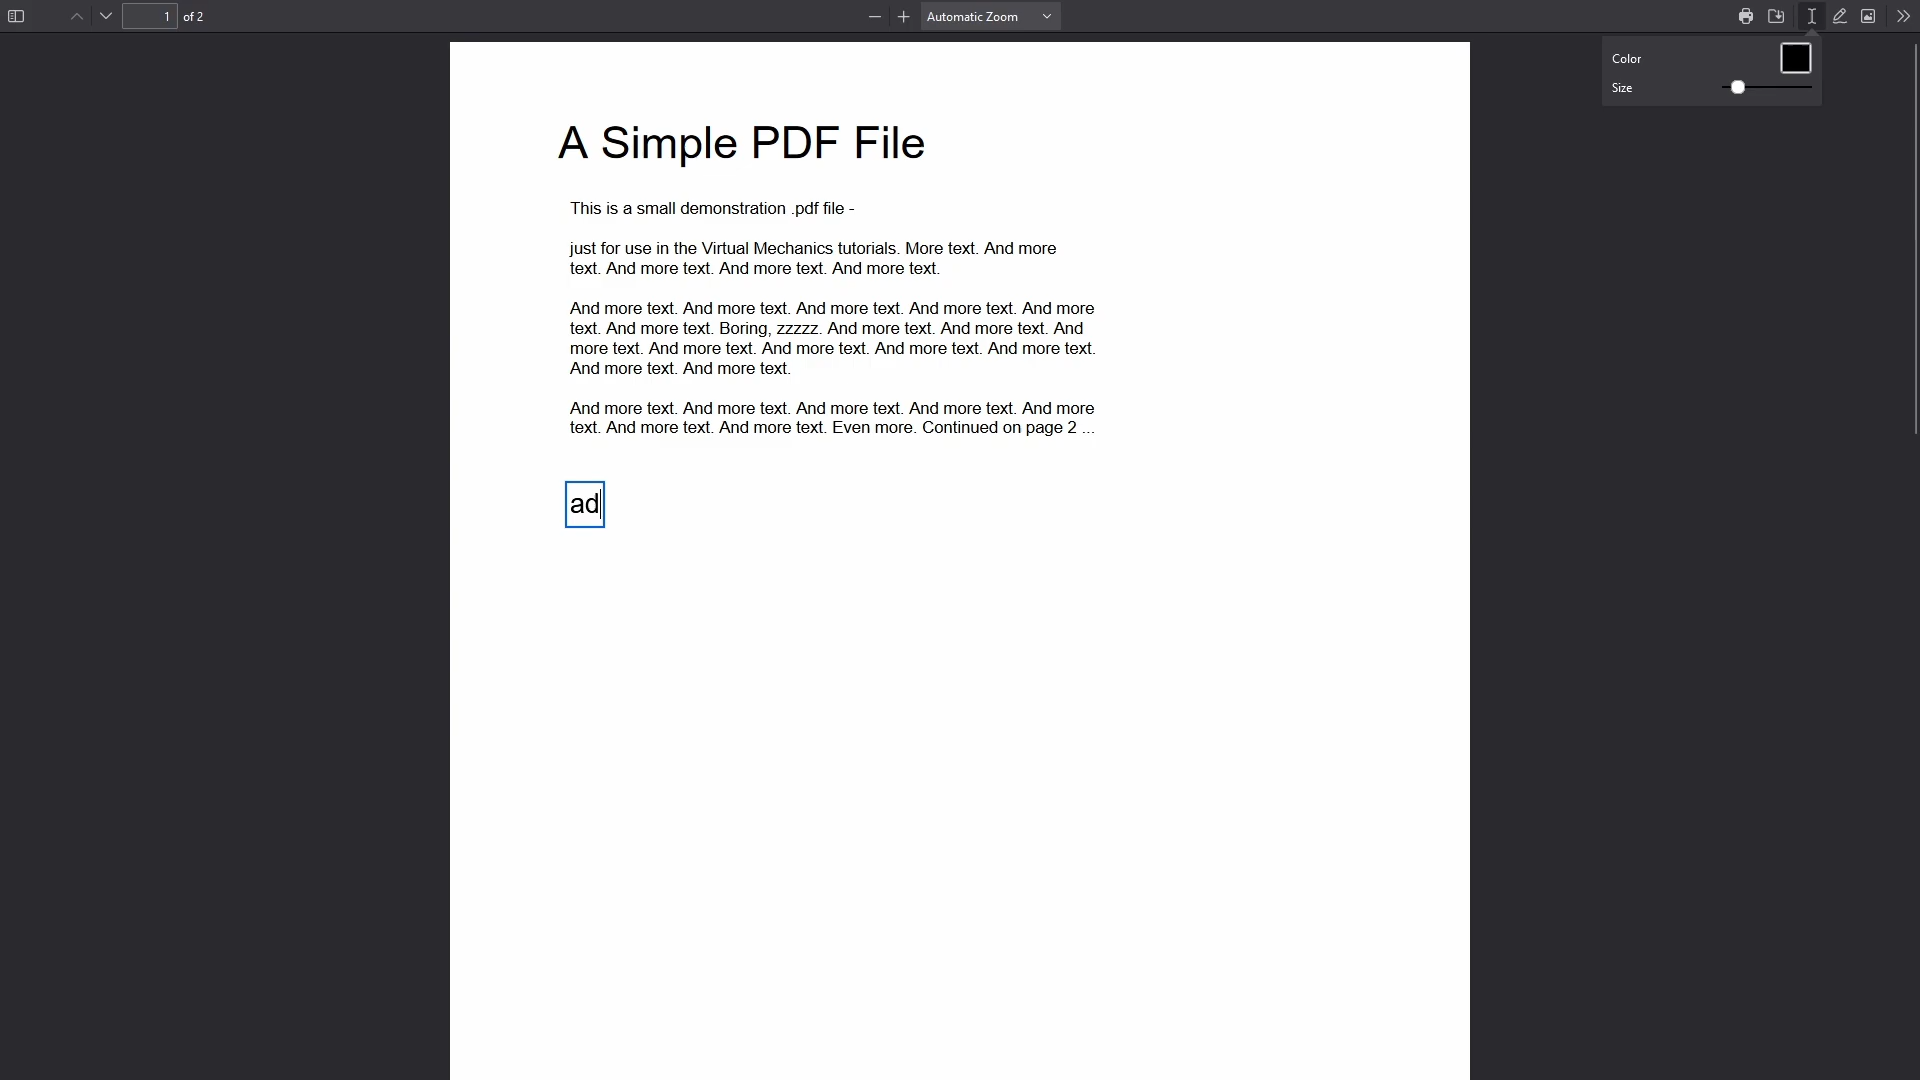 1 of 2
Automatic Zoom
Color
Size
A Simple PDF File
This is a small demonstration .pdf file -
just for use in the Virtual Mechanics tutorials. More text. And more
text. And more text. And more text. And more text.
And more text. And more text. And more text. And more text. And more
text. And more text. Boring, zzzzz. And more text. And more text. And
more text. And more text. And more text. And more text. And more text.
And more text. And more text.
And more text. And more text. And more text. And more text. And more
text. And more text. And more text. Even more. Continued on page 2 ...
ad